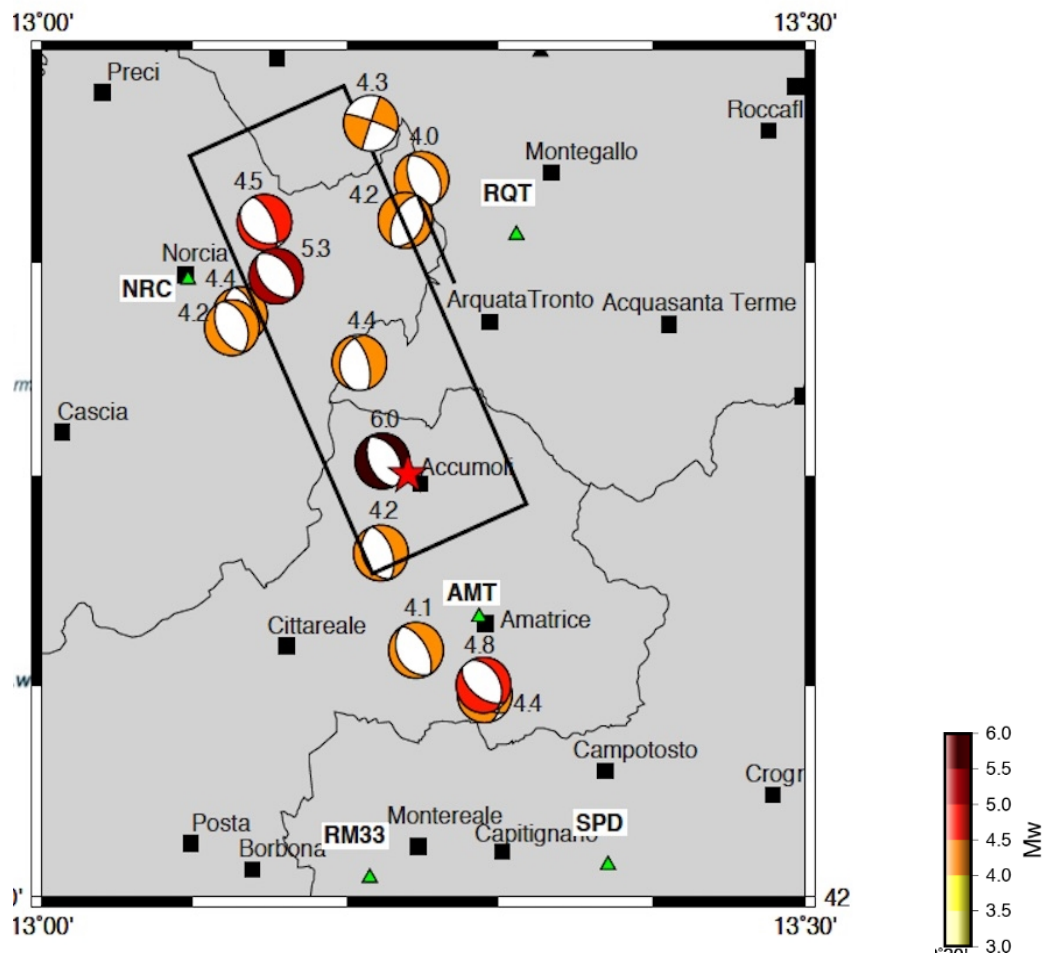 13°00'
13°30'
Preci
4.3
Roccafl
4.0
Montegallo
4.5
4.2
RQT
Norcia
5.3
NRC
4.4
ArquataTronto
Acquasanta Terme
4.2
4.4
Cascia
6.0
Accumoli
4.2
AMT
4.1
Amatrice
Cittareale
4.8
4.4
Campotosto
6.0
5.5
Crogr
5.0
Montereale
SPD
Posta
RM33
4.5
Capitignano
Mw
Borbona
4.0
3.5
42
13°00'
13°30'
3.0